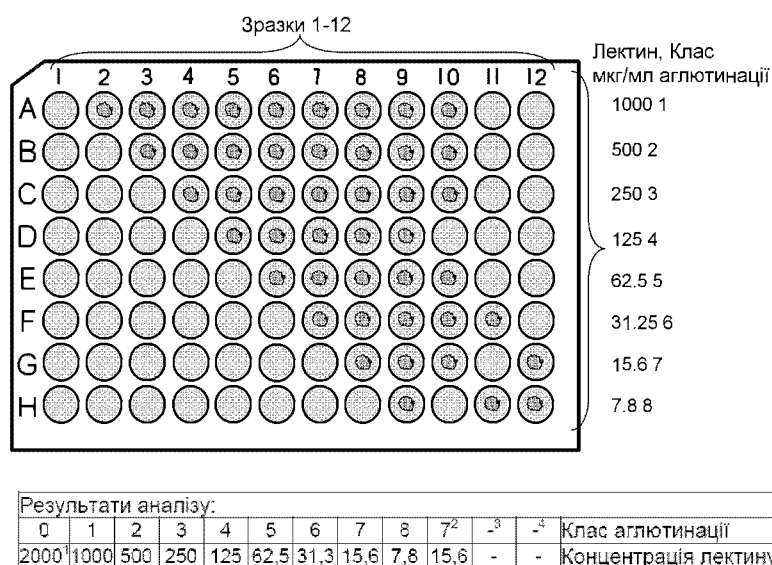 Зразки 1-12
Лектин, Клас
мкг/мл аглютинації
1 2 3 4 5 6 7 8 9 10 11 12
A 1000 1
B 500 2
C 250 3
D 125 4
E 62.5 5
F 31.25 6
G 15.6 7
H 7.8 8
Результати аналізу:
0 1 2 3 4 5 6 7 8 7² -³ -⁴ Клас аглютинації
2000¹ 1000 500 250 125 62,5 31,3 15,6 7,8 15,6 - - Концентрація лектину